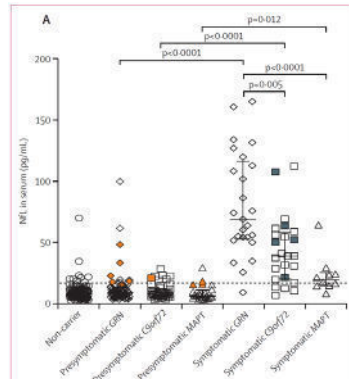 A
p=0·012
p<0·0001
p<0·0001
p<0·0001
p=0·005
200
150
100
50
0
NfL in serum (pg/mL)
Non-carrier
Presymptomatic GRN
Presymptomatic C9orf72
Presymptomatic MAPT
Symptomatic GRN
Symptomatic C9orf72
Symptomatic MAPT